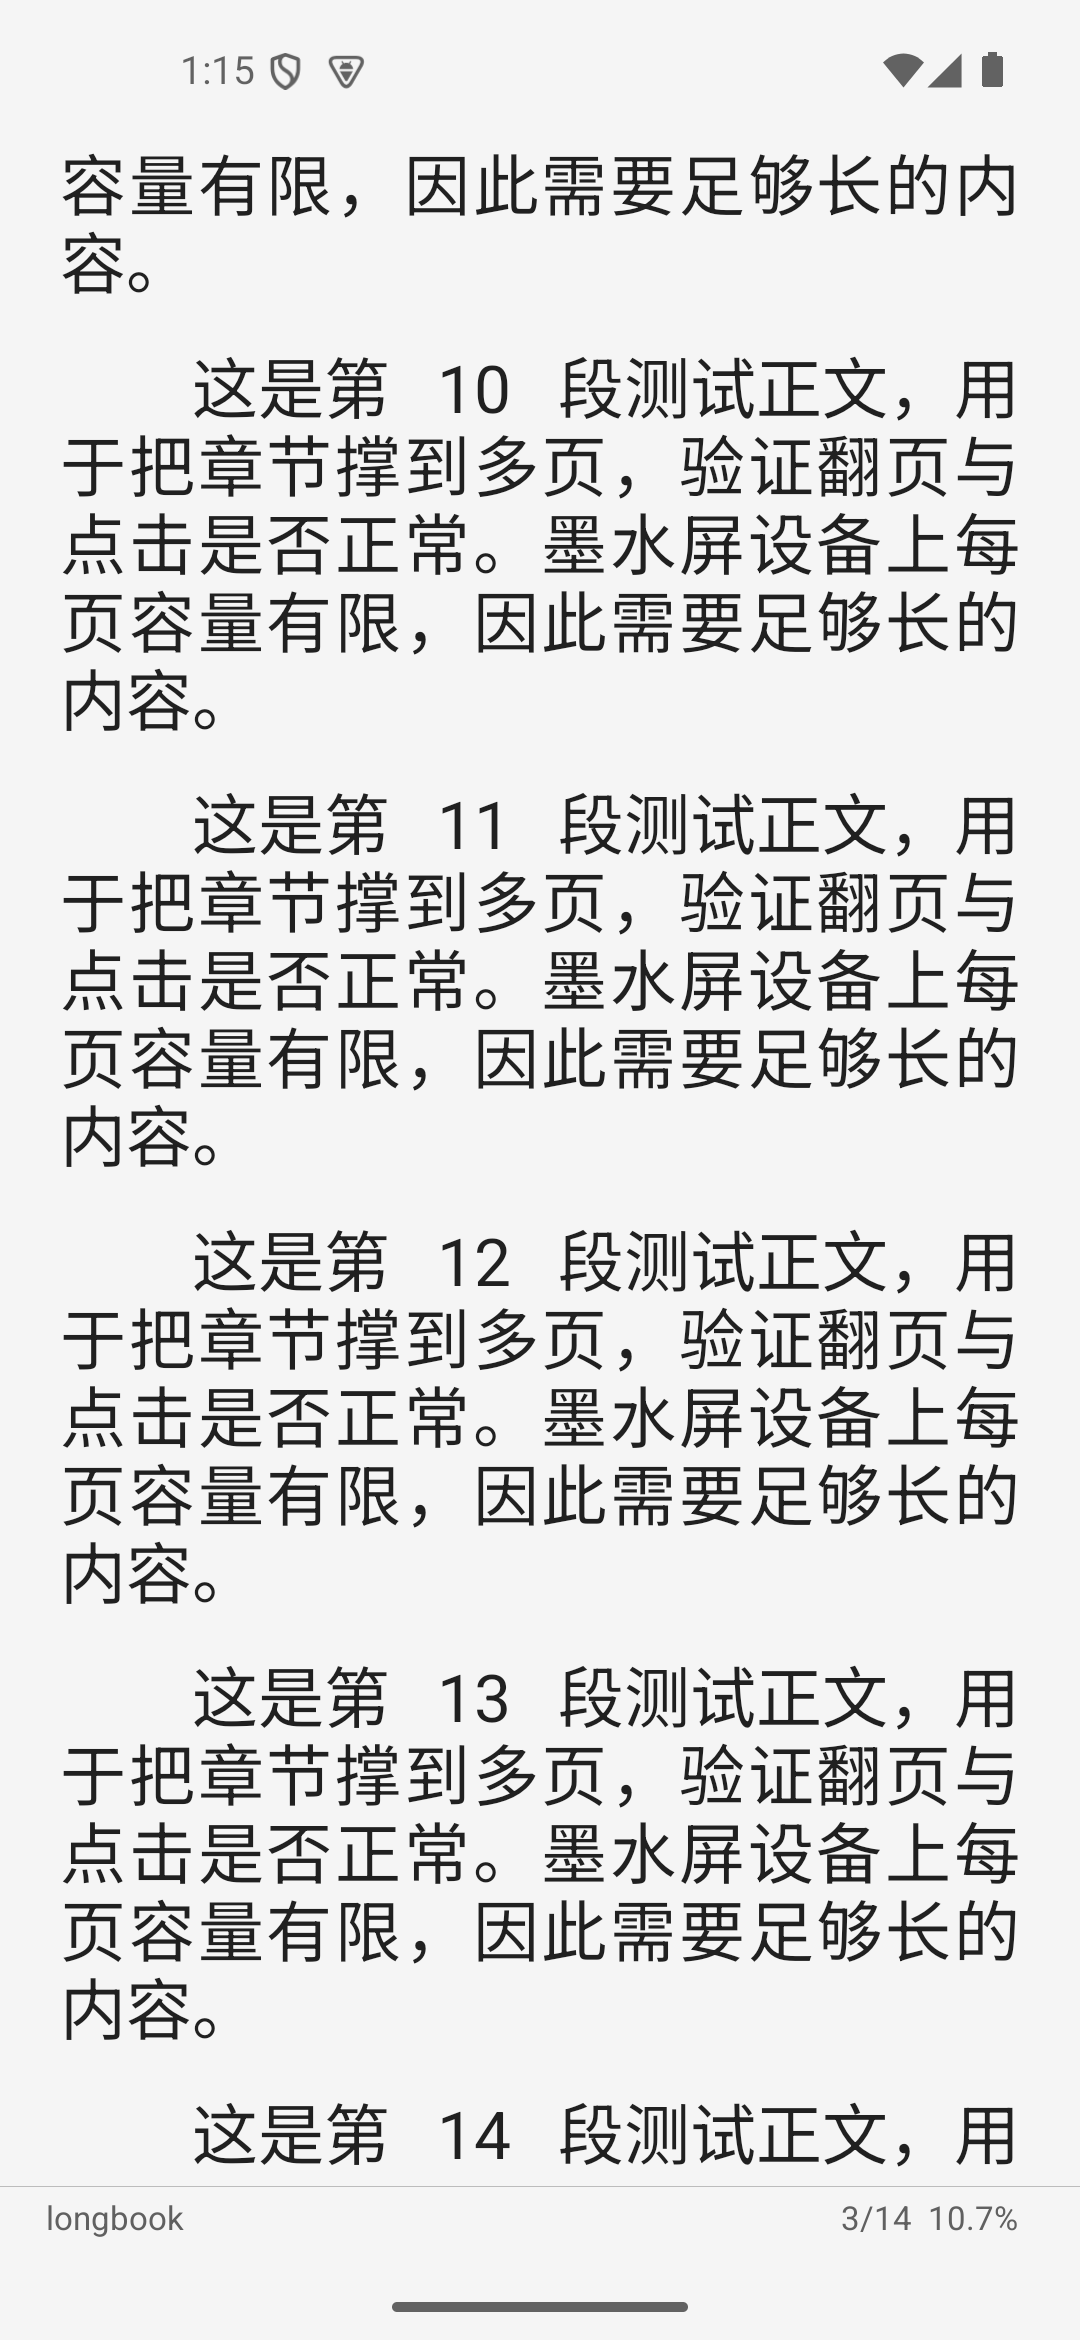 1:15
容量有限，因此需要足够长的内
容。
这是第 10 段测试正文，用
于把章节撑到多页，验证翻页与
点击是否正常。墨水屏设备上每
页容量有限，因此需要足够长的
内容。
这是第 11 段测试正文，用
于把章节撑到多页，验证翻页与
点击是否正常。墨水屏设备上每
页容量有限，因此需要足够长的
内容。
这是第 12 段测试正文，用
于把章节撑到多页，验证翻页与
点击是否正常。墨水屏设备上每
页容量有限，因此需要足够长的
内容。
这是第 13 段测试正文，用
于把章节撑到多页，验证翻页与
点击是否正常。墨水屏设备上每
页容量有限，因此需要足够长的
内容。
这是第 14 段测试正文，用
longbook 3/14 10.7%